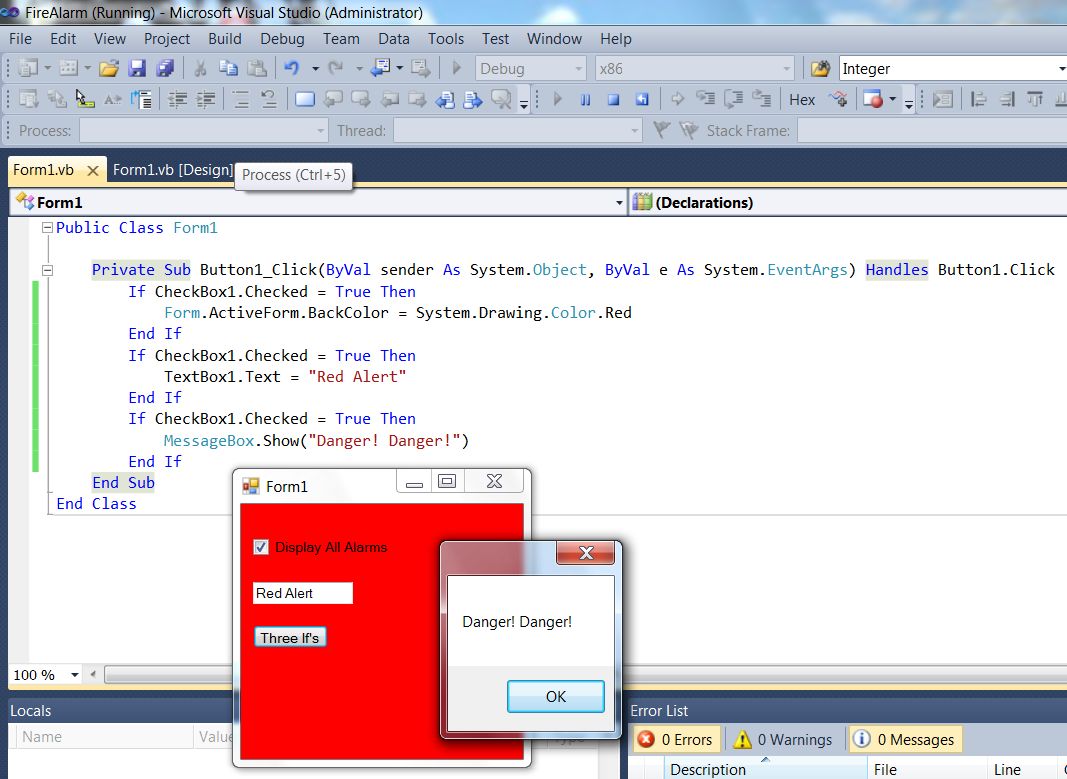 FireAlarm (Running) - Microsoft Visual Studio (Administrator)
File Edit View Project Build Debug Team Data Tools Test Window Help
Debug x86 Integer
Hex
Process: Thread: Stack Frame:
Form1.vb Form1.vb [Design]
Process (Ctrl+5)
Form1 (Declarations)
Public Class Form1
Private Sub Button1_Click(ByVal sender As System.Object, ByVal e As System.EventArgs) Handles Button1.Click
If CheckBox1.Checked = True Then
Form.ActiveForm.BackColor = System.Drawing.Color.Red
End If
If CheckBox1.Checked = True Then
TextBox1.Text = "Red Alert"
End If
If CheckBox1.Checked = True Then
MessageBox.Show("Danger! Danger!")
End If
End Sub
End Class
Form1
Display All Alarms
Red Alert
Three If's
Danger! Danger!
OK
100 %
Locals
Name Value Type
Error List
0 Errors 0 Warnings 0 Messages
Description File Line